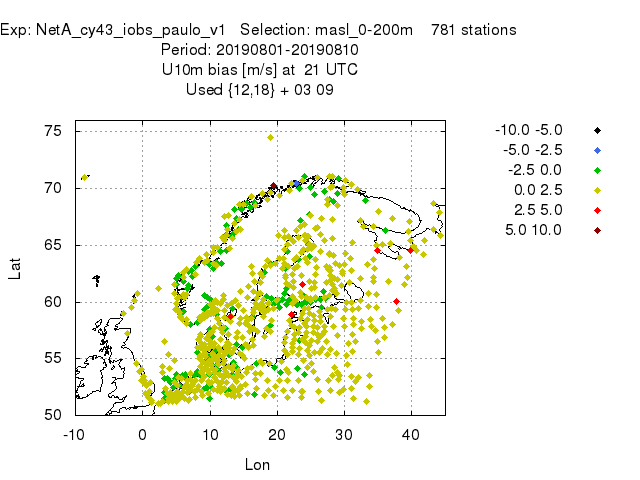 Exp: NetA_cy43_iobs_paulo_v1   Selection: masl_0-200m    781 stations
Period: 20190801-20190810
U10m bias [m/s] at  21 UTC
Used {12,18} + 03 09
-10.0 -5.0
-5.0 -2.5
-2.5 0.0
0.0 2.5
2.5 5.0
5.0 10.0
75
70
65
60
55
50
Lat
-10 0 10 20 30 40
Lon